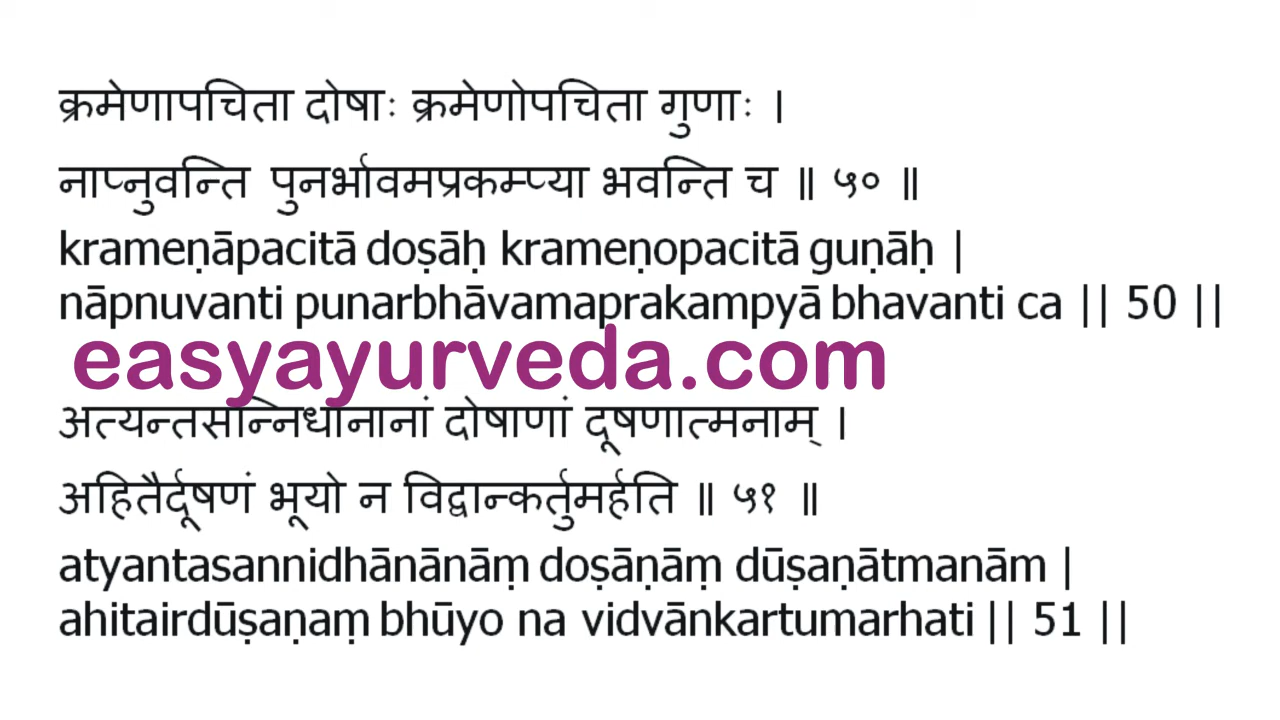 क्रमेणापचिता दोषाः क्रमेणोपचिता गुणाः ।
नाप्नुवन्ति पुनर्भावमप्रकम्प्या भवन्ति च ॥ ५० ॥
krameṇāpacitā doṣāḥ krameṇopacitā guṇāḥ |
nāpnuvanti punarbhāvamaprakampyā bhavanti ca || 50 ||
easyayurveda.com
अत्यन्तसन्निधानानां दोषाणां दूषणात्मनाम् ।
अहितैर्दूषणं भूयो न विद्वान्कर्तुमर्हति ॥ ५१ ॥
atyantasannidhānānāṃ doṣāṇāṃ dūṣaṇātmanām |
ahitairdūṣaṇaṃ bhūyo na vidvānkartumarhati || 51 ||